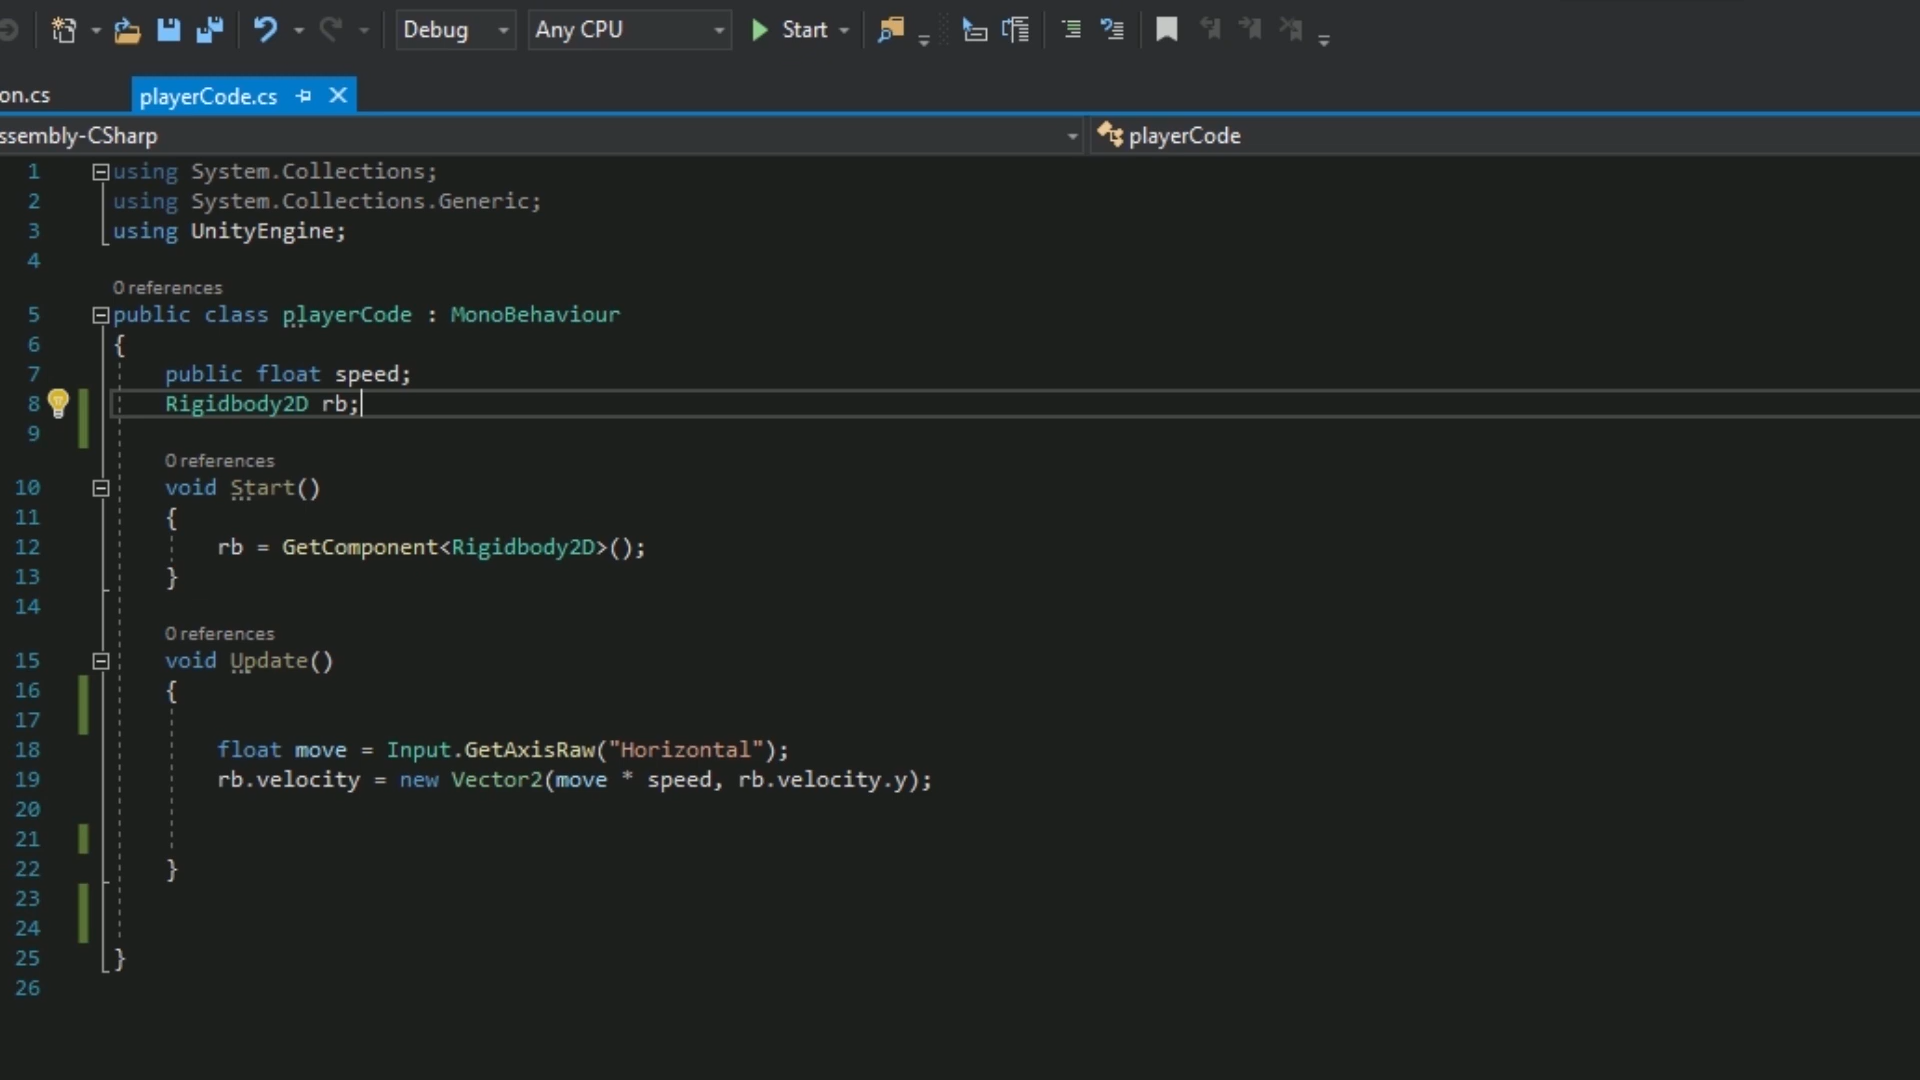 Debug Any CPU Start
on.cs playerCode.cs
ssembly-CSharp playerCode
1 using System.Collections;
2 using System.Collections.Generic;
3 using UnityEngine;
4
0 references
5 public class playerCode : MonoBehaviour
6 {
7 public float speed;
8 Rigidbody2D rb;
9
0 references
10 void Start()
11 {
12 rb = GetComponent<Rigidbody2D>();
13 }
14
0 references
15 void Update()
16 {
17
18 float move = Input.GetAxisRaw("Horizontal");
19 rb.velocity = new Vector2(move * speed, rb.velocity.y);
20
21
22 }
23
24
25 }
26